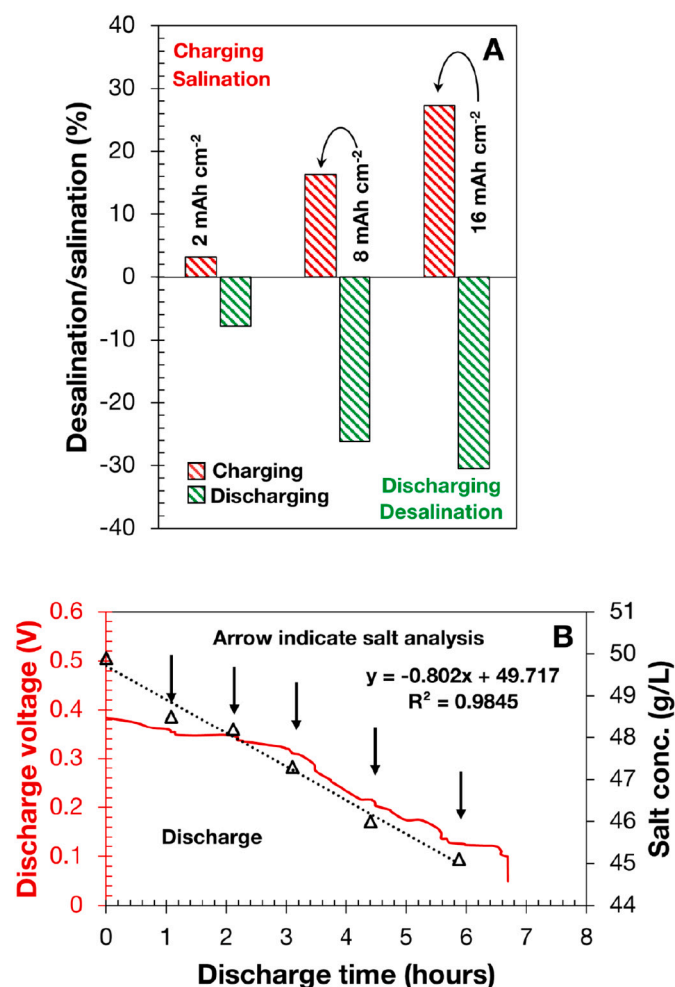 A
Charging
Salination
40
30
20
10
0
-10
-20
-30
-40
Desalination/salination (%)
2 mAh cm-2
8 mAh cm-2
16 mAh cm-2
Charging
Discharging
Discharging
Desalination
B
Arrow indicate salt analysis
y = -0.802x + 49.717
R² = 0.9845
Discharge
0.6
0.5
0.4
0.3
0.2
0.1
0
Discharge voltage (V)
51
50
49
48
47
46
45
44
Salt conc. (g/L)
0 1 2 3 4 5 6 7 8
Discharge time (hours)